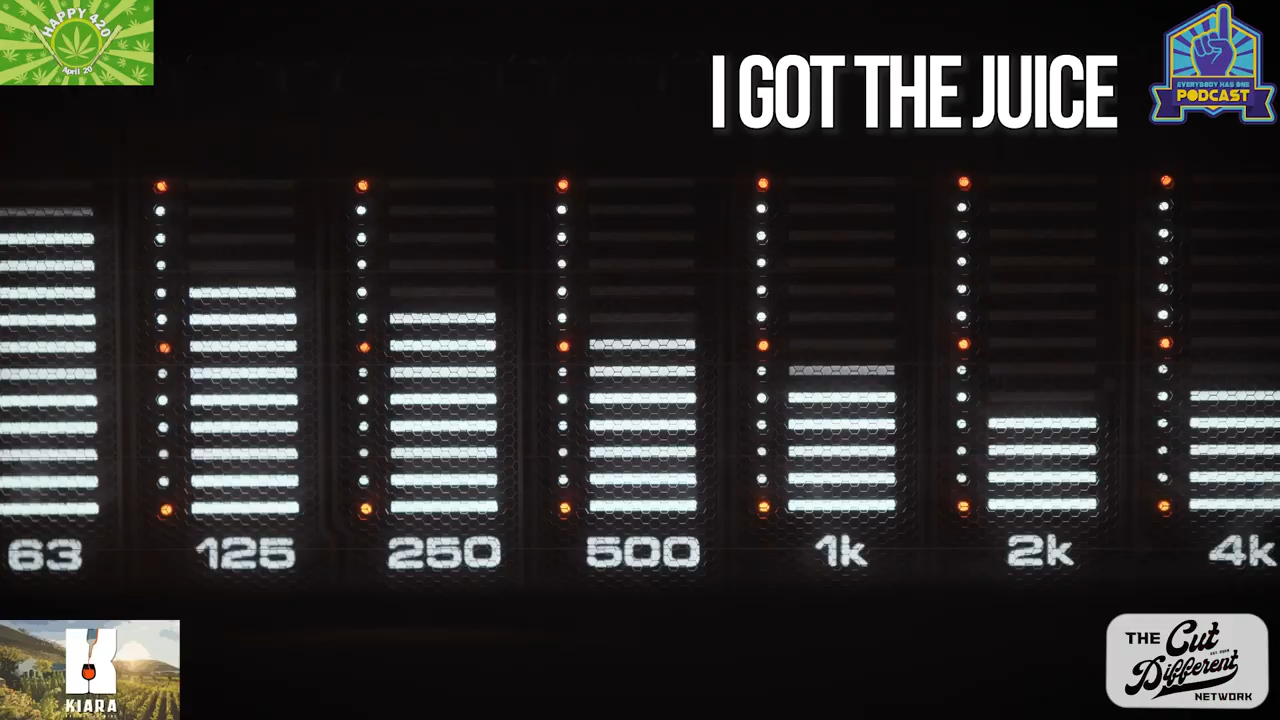 HAPPY 420
April 20
I GOT THE JUICE
EVERYBODY HAS ONE
PODCAST
63 125 250 500 1k 2k 4k
KIARA
THE Cut
Different
NETWORK